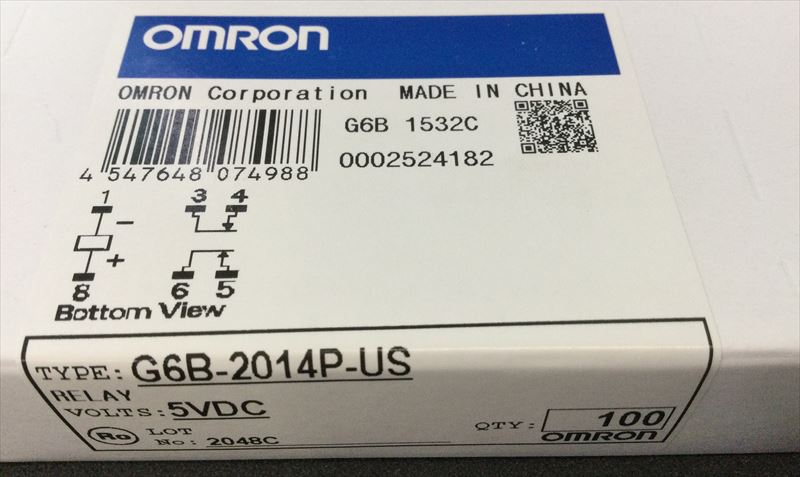 OMRON
OMRON Corporation MADE IN CHINA
G6B 1532C
0002524182
4 547648 074988
1 3 4
-
+
8 6 5
Bottom View
TYPE: G6B-2014P-US
RELAY
VOLTS: 5VDC
Ro LOT No: 2048C
QTY: 100
OMRON